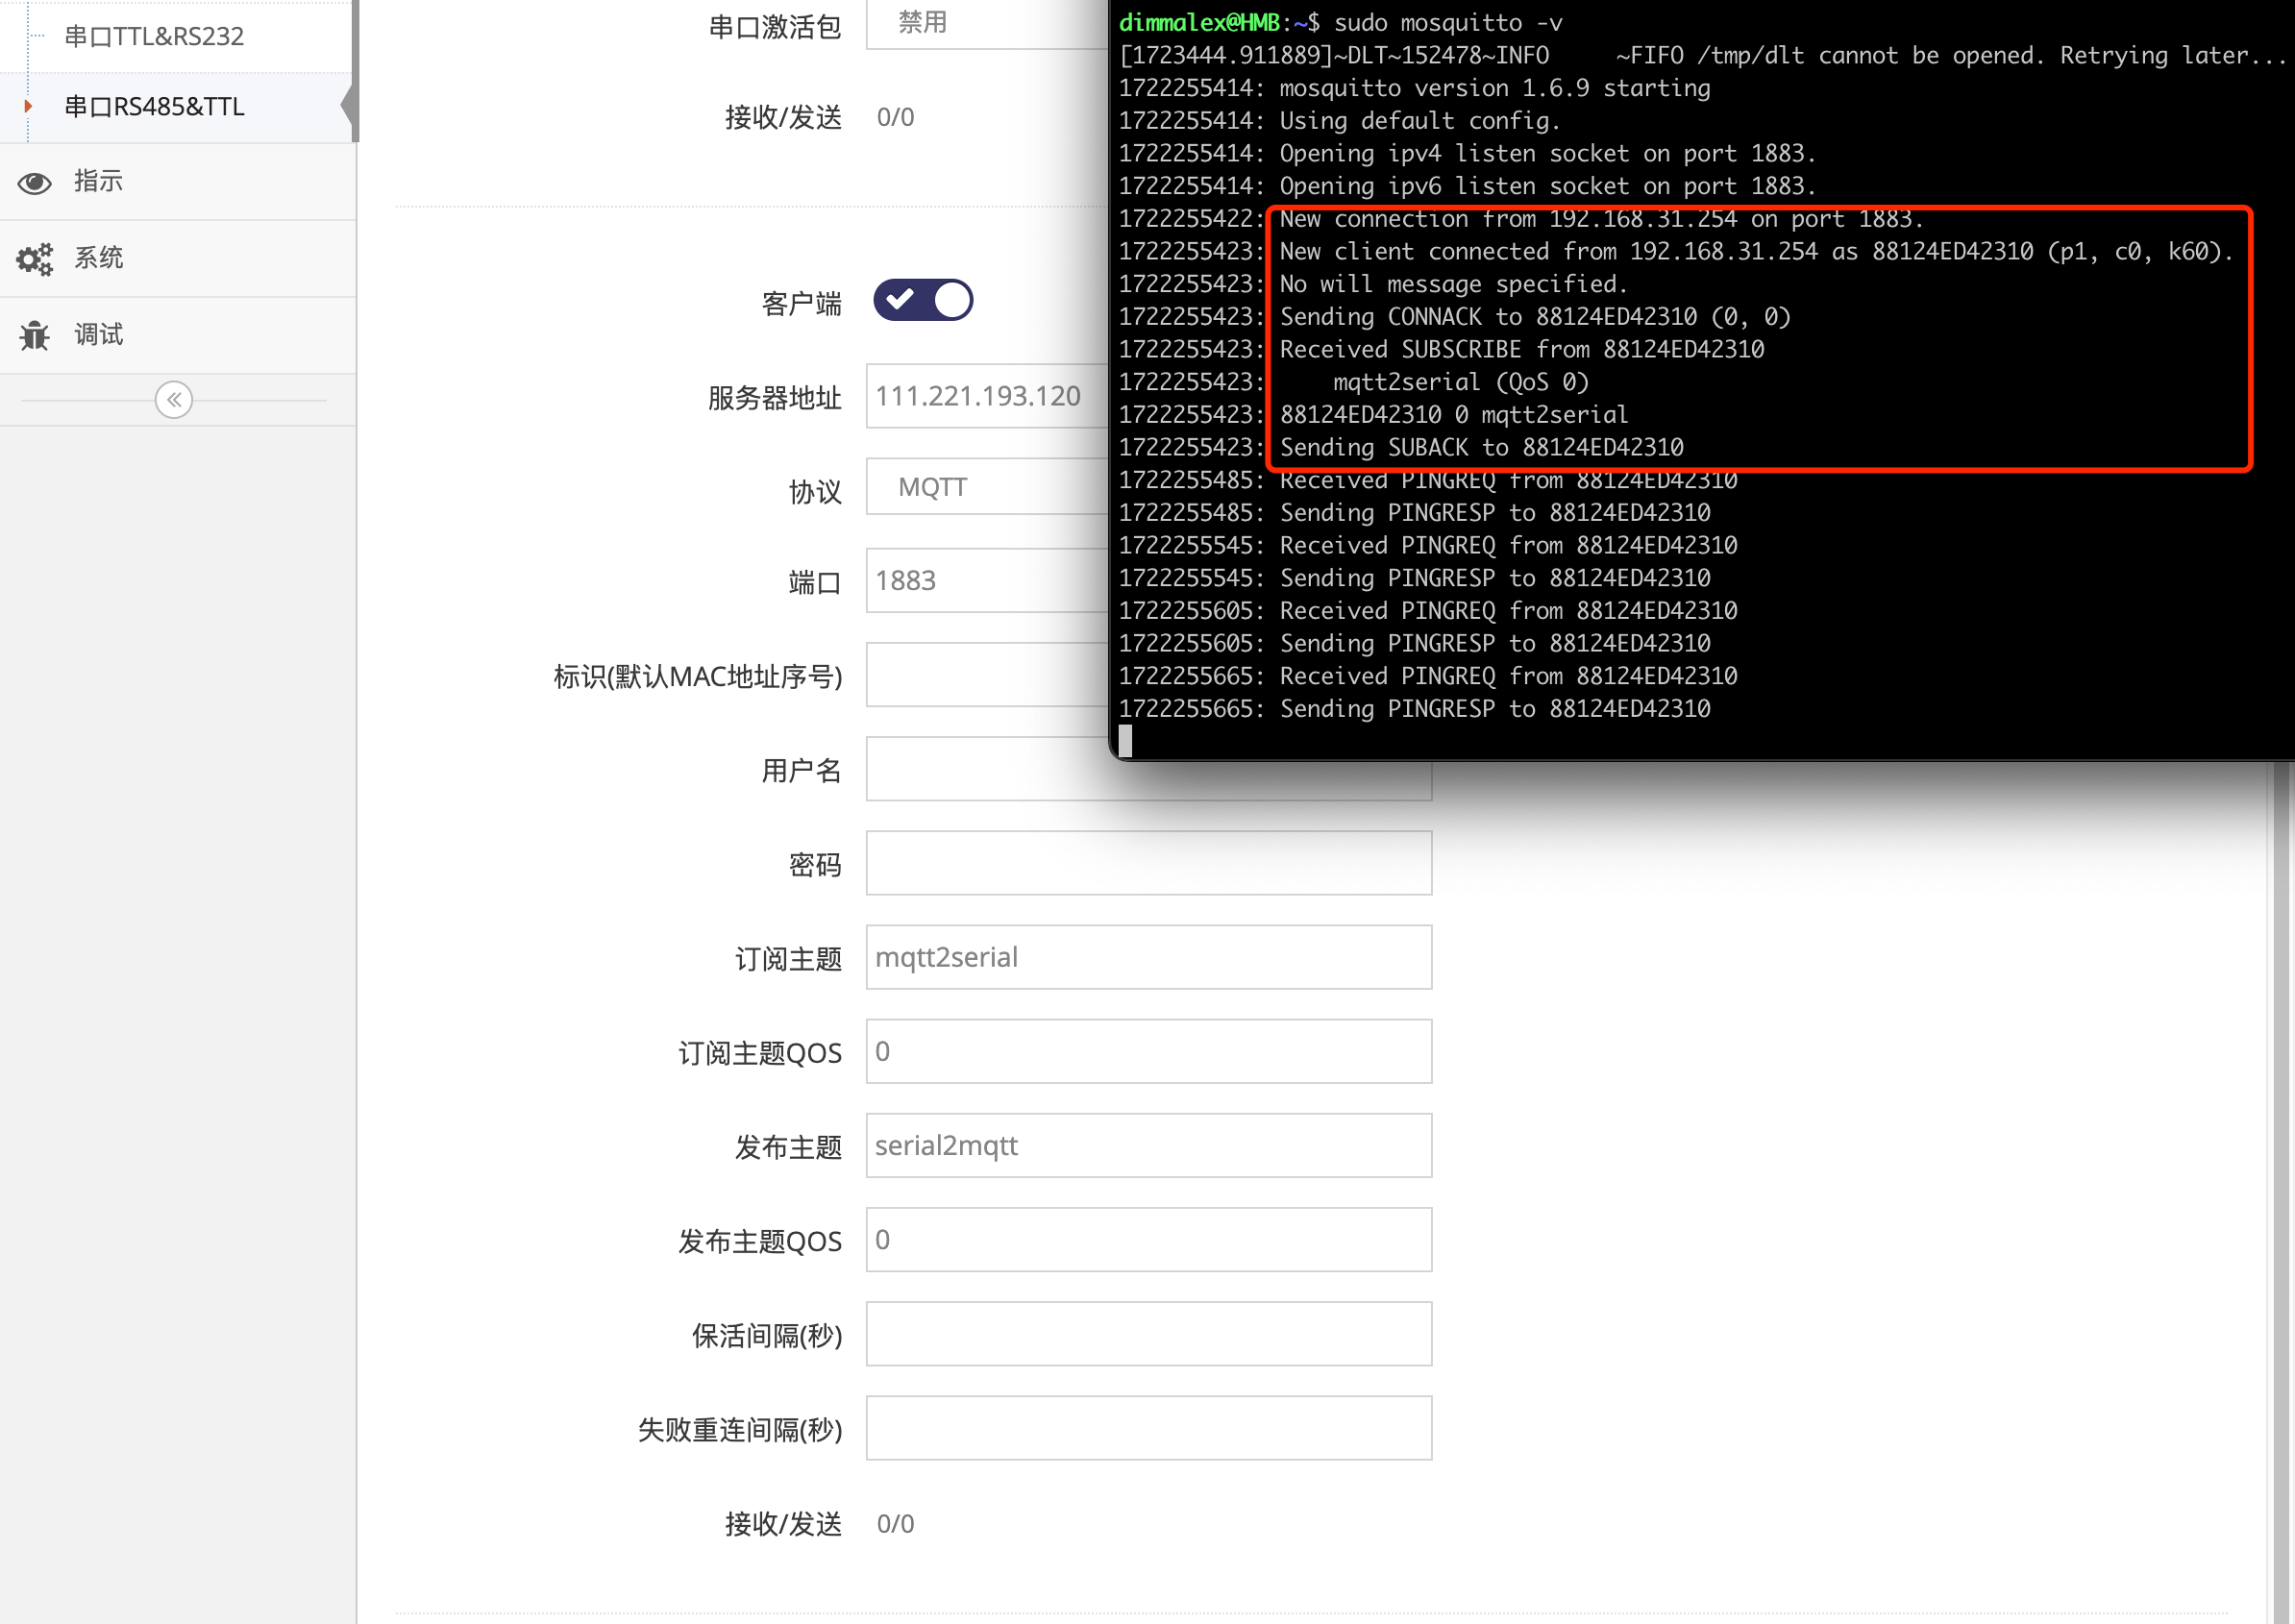 串口TTL&RS232
串口RS485&TTL
指示
系统
调试
串口激活包 禁用
接收/发送 0/0
客户端
服务器地址 111.221.193.120
协议 MQTT
端口 1883
标识(默认MAC地址序号)
用户名
密码
订阅主题 mqtt2serial
订阅主题QOS 0
发布主题 serial2mqtt
发布主题QOS 0
保活间隔(秒)
失败重连间隔(秒)
接收/发送 0/0
dimmalex@HMB:~$ sudo mosquitto -v
[1723444.911889]~DLT~152478~INFO     ~FIFO /tmp/dlt cannot be opened. Retrying later...
1722255414: mosquitto version 1.6.9 starting
1722255414: Using default config.
1722255414: Opening ipv4 listen socket on port 1883.
1722255414: Opening ipv6 listen socket on port 1883.
1722255422: New connection from 192.168.31.254 on port 1883.
1722255423: New client connected from 192.168.31.254 as 88124ED42310 (p1, c0, k60).
1722255423: No will message specified.
1722255423: Sending CONNACK to 88124ED42310 (0, 0)
1722255423: Received SUBSCRIBE from 88124ED42310
1722255423:     mqtt2serial (QoS 0)
1722255423: 88124ED42310 0 mqtt2serial
1722255423: Sending SUBACK to 88124ED42310
1722255485: Received PINGREQ from 88124ED42310
1722255485: Sending PINGRESP to 88124ED42310
1722255545: Received PINGREQ from 88124ED42310
1722255545: Sending PINGRESP to 88124ED42310
1722255605: Received PINGREQ from 88124ED42310
1722255605: Sending PINGRESP to 88124ED42310
1722255665: Received PINGREQ from 88124ED42310
1722255665: Sending PINGRESP to 88124ED42310